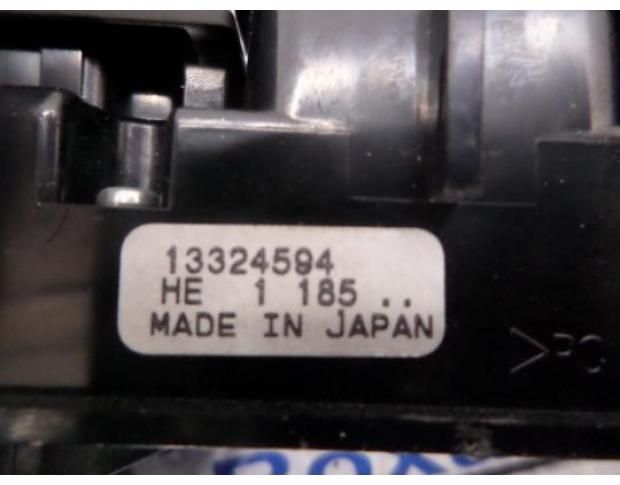 13324594
HE 1 185 ..
MADE IN JAPAN
>PC